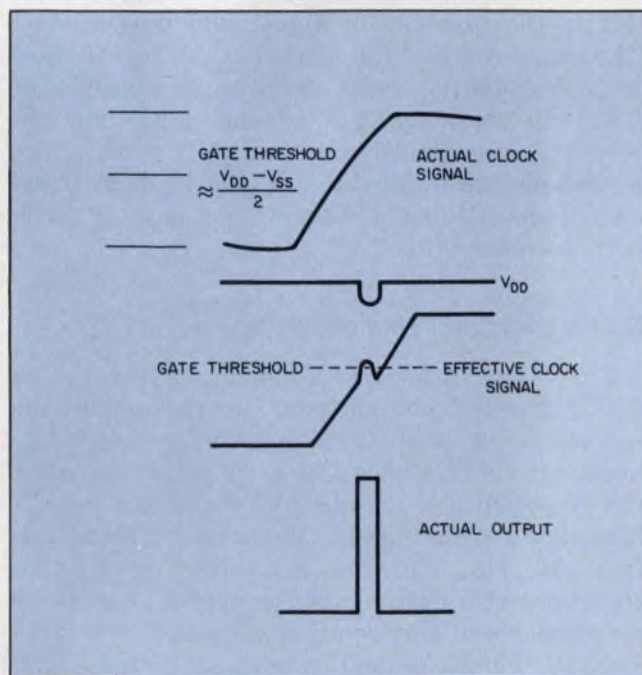 GATE THRESHOLD
≈ V_DD – V_SS / 2
ACTUAL CLOCK
SIGNAL
V_DD
GATE THRESHOLD
EFFECTIVE CLOCK
SIGNAL
ACTUAL OUTPUT